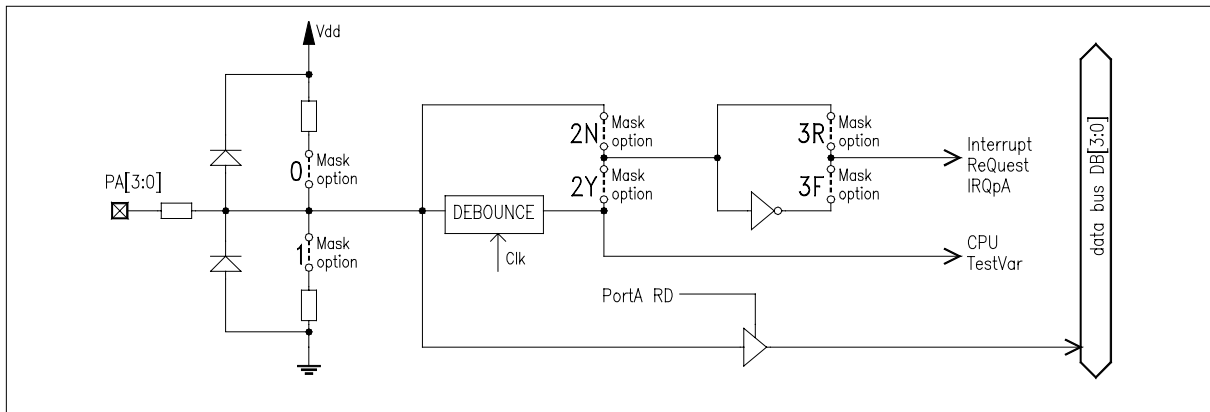 Vdd
0
Mask
option
PA[3:0]
1
Mask
option
DEBOUNCE
Clk
2N
Mask
option
2Y
Mask
option
3R
Mask
option
3F
Mask
option
Interrupt
ReQuest
IRQpA
CPU
TestVar
PortA RD
data bus DB[3:0]